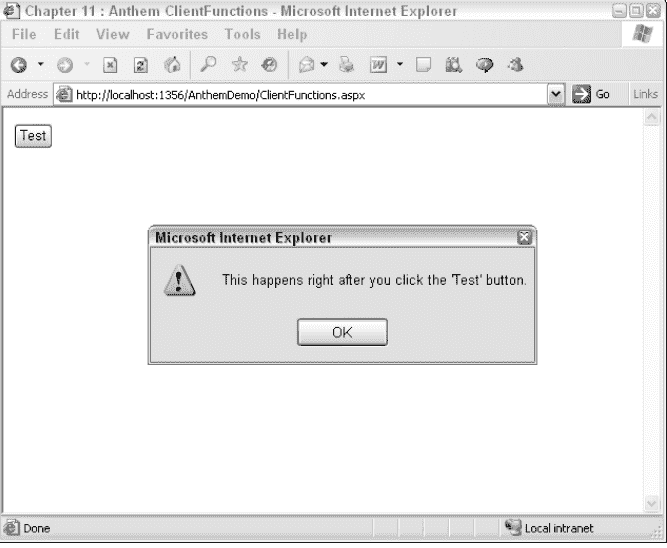 Chapter 11 : Anthem ClientFunctions - Microsoft Internet Explorer
File Edit View Favorites Tools Help
Address http://localhost:1356/AnthemDemo/ClientFunctions.aspx Go Links
Test
Microsoft Internet Explorer
This happens right after you click the 'Test' button.
OK
Done Local intranet